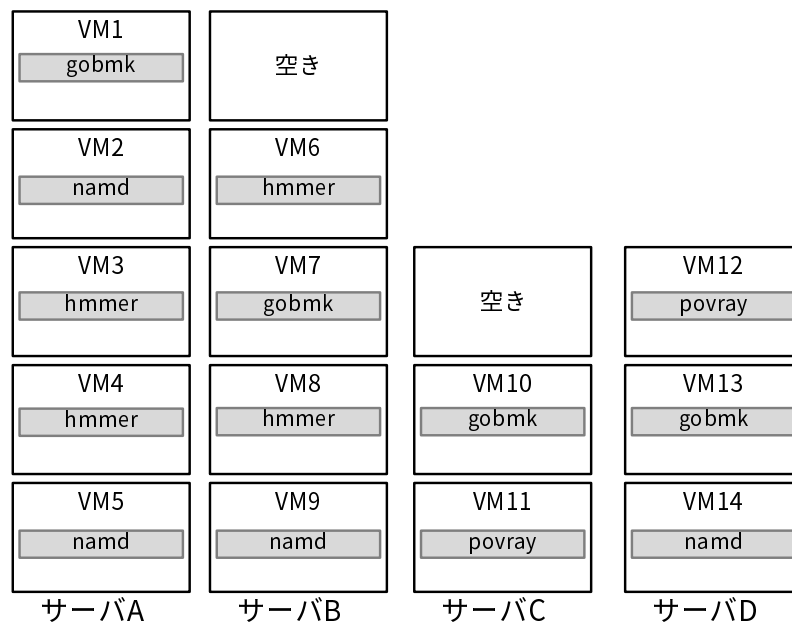 VM1
gobmk
VM2
namd
VM3
hmmer
VM4
hmmer
VM5
namd
サーバA
空き
VM6
hmmer
VM7
gobmk
VM8
hmmer
VM9
namd
サーバB
空き
VM10
gobmk
VM11
povray
サーバC
VM12
povray
VM13
gobmk
VM14
namd
サーバD